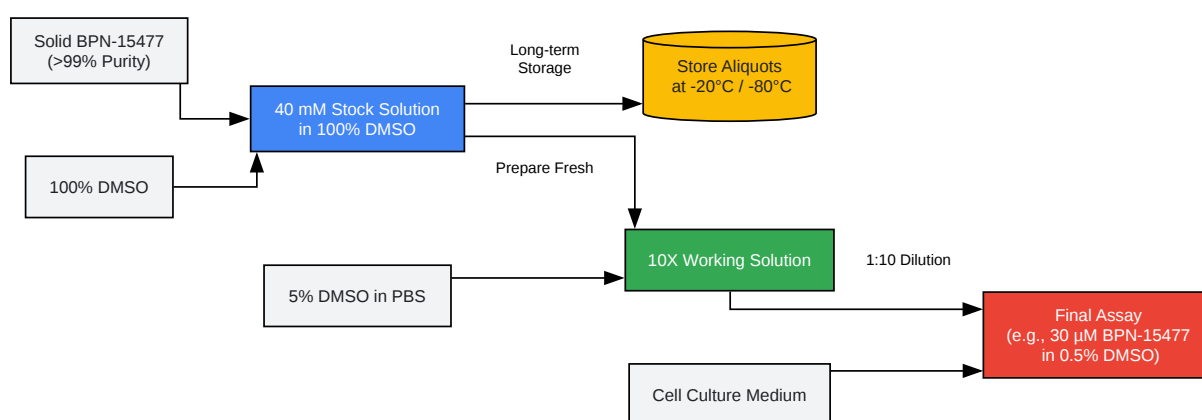 Solid BPN-15477
(>99% Purity)
Long-term
Storage
Store Aliquots
at -20°C / -80°C
40 mM Stock Solution
in 100% DMSO
100% DMSO
Prepare Fresh
10X Working Solution
1:10 Dilution
5% DMSO in PBS
Final Assay
(e.g., 30 µM BPN-15477
in 0.5% DMSO)
Cell Culture Medium